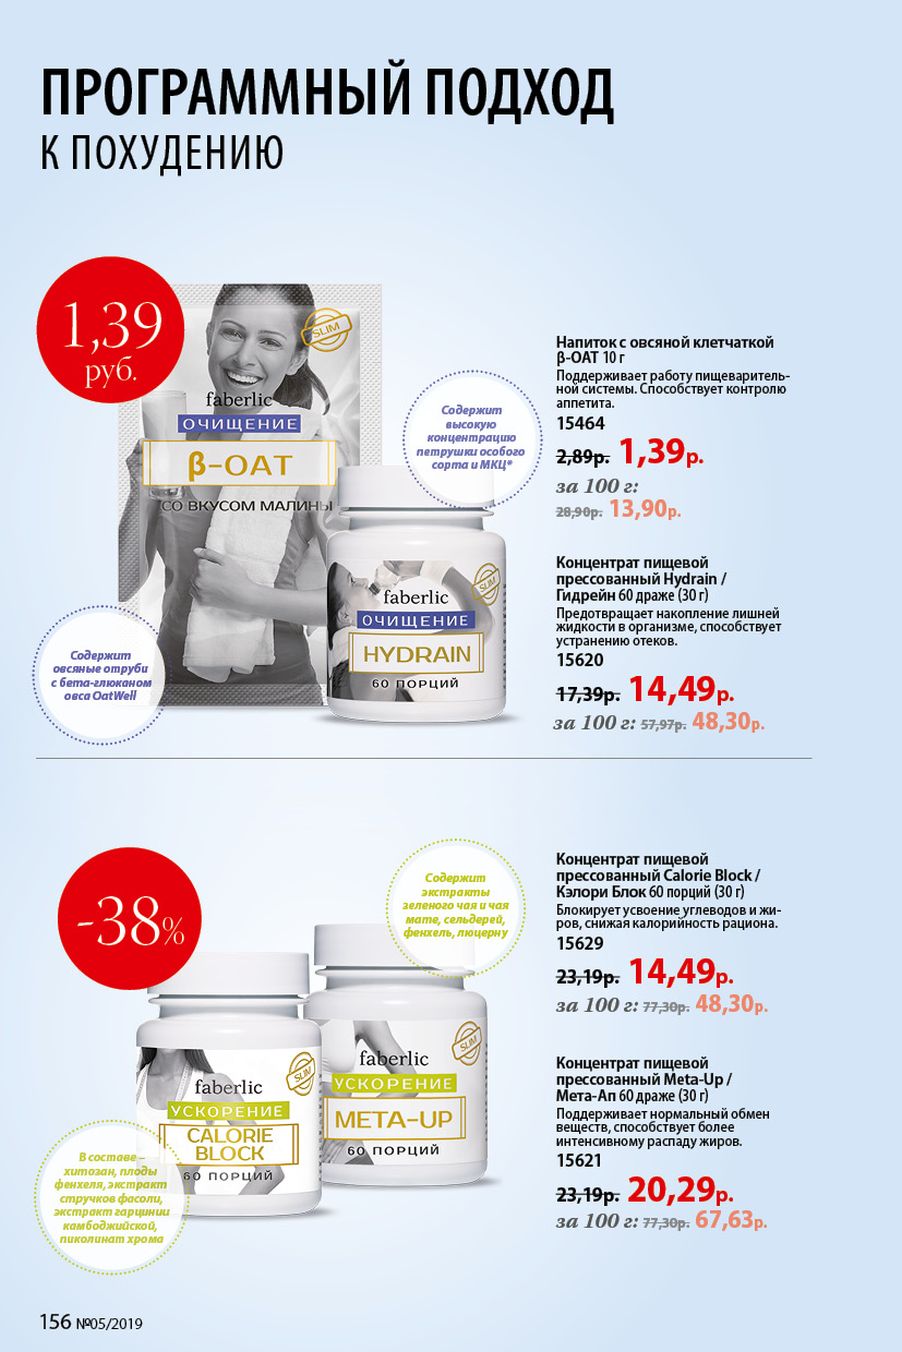 ПРОГРАММНЫЙ ПОДХОД
К ПОХУДЕНИЮ
1,39
руб.
SLIM
faberlic
ОЧИЩЕНИЕ
β-OAT
СО ВКУСОМ МАЛИНЫ
Содержит
высокую
концентрацию
петрушки особого
сорта и МКЦ*
SLIM
faberlic
ОЧИЩЕНИЕ
HYDRAIN
60 ПОРЦИЙ
Содержит
овсяные отруби
с бета-глюканом
овса OatWell
Напиток с овсяной клетчаткой
β-OAT 10 г
Поддерживает работу пищеваритель-
ной системы. Способствует контролю
аппетита.
15464
2,89р. 1,39р.
за 100 г:
28,90р. 13,90р.
Концентрат пищевой
прессованный Hydrain /
Гидрейн 60 драже (30 г)
Предотвращает накопление лишней
жидкости в организме, способствует
устранению отеков.
15620
17,39р. 14,49р.
за 100 г: 57,97р. 48,30р.
-38%
Содержит
экстракты
зеленого чая и чая
мате, сельдерей,
фенхель, люцерну
SLIM
faberlic
УСКОРЕНИЕ
META-UP
60 ПОРЦИЙ
SLIM
faberlic
УСКОРЕНИЕ
CALORIE
BLOCK
60 ПОРЦИЙ
В составе –
хитозан, плоды
фенхеля, экстракт
стручков фасоли,
экстракт гарцинии
камбоджийской,
пиколинат хрома
Концентрат пищевой
прессованный Calorie Block /
Кэлори Блок 60 порций (30 г)
Блокирует усвоение углеводов и жи-
ров, снижая калорийность рациона.
15629
23,19р. 14,49р.
за 100 г: 77,30р. 48,30р.
Концентрат пищевой
прессованный Meta-Up /
Мета-Ап 60 драже (30 г)
Поддерживает нормальный обмен
веществ, способствует более
интенсивному распаду жиров.
15621
23,19р. 20,29р.
за 100 г: 77,30р. 67,63р.
156 №05/2019